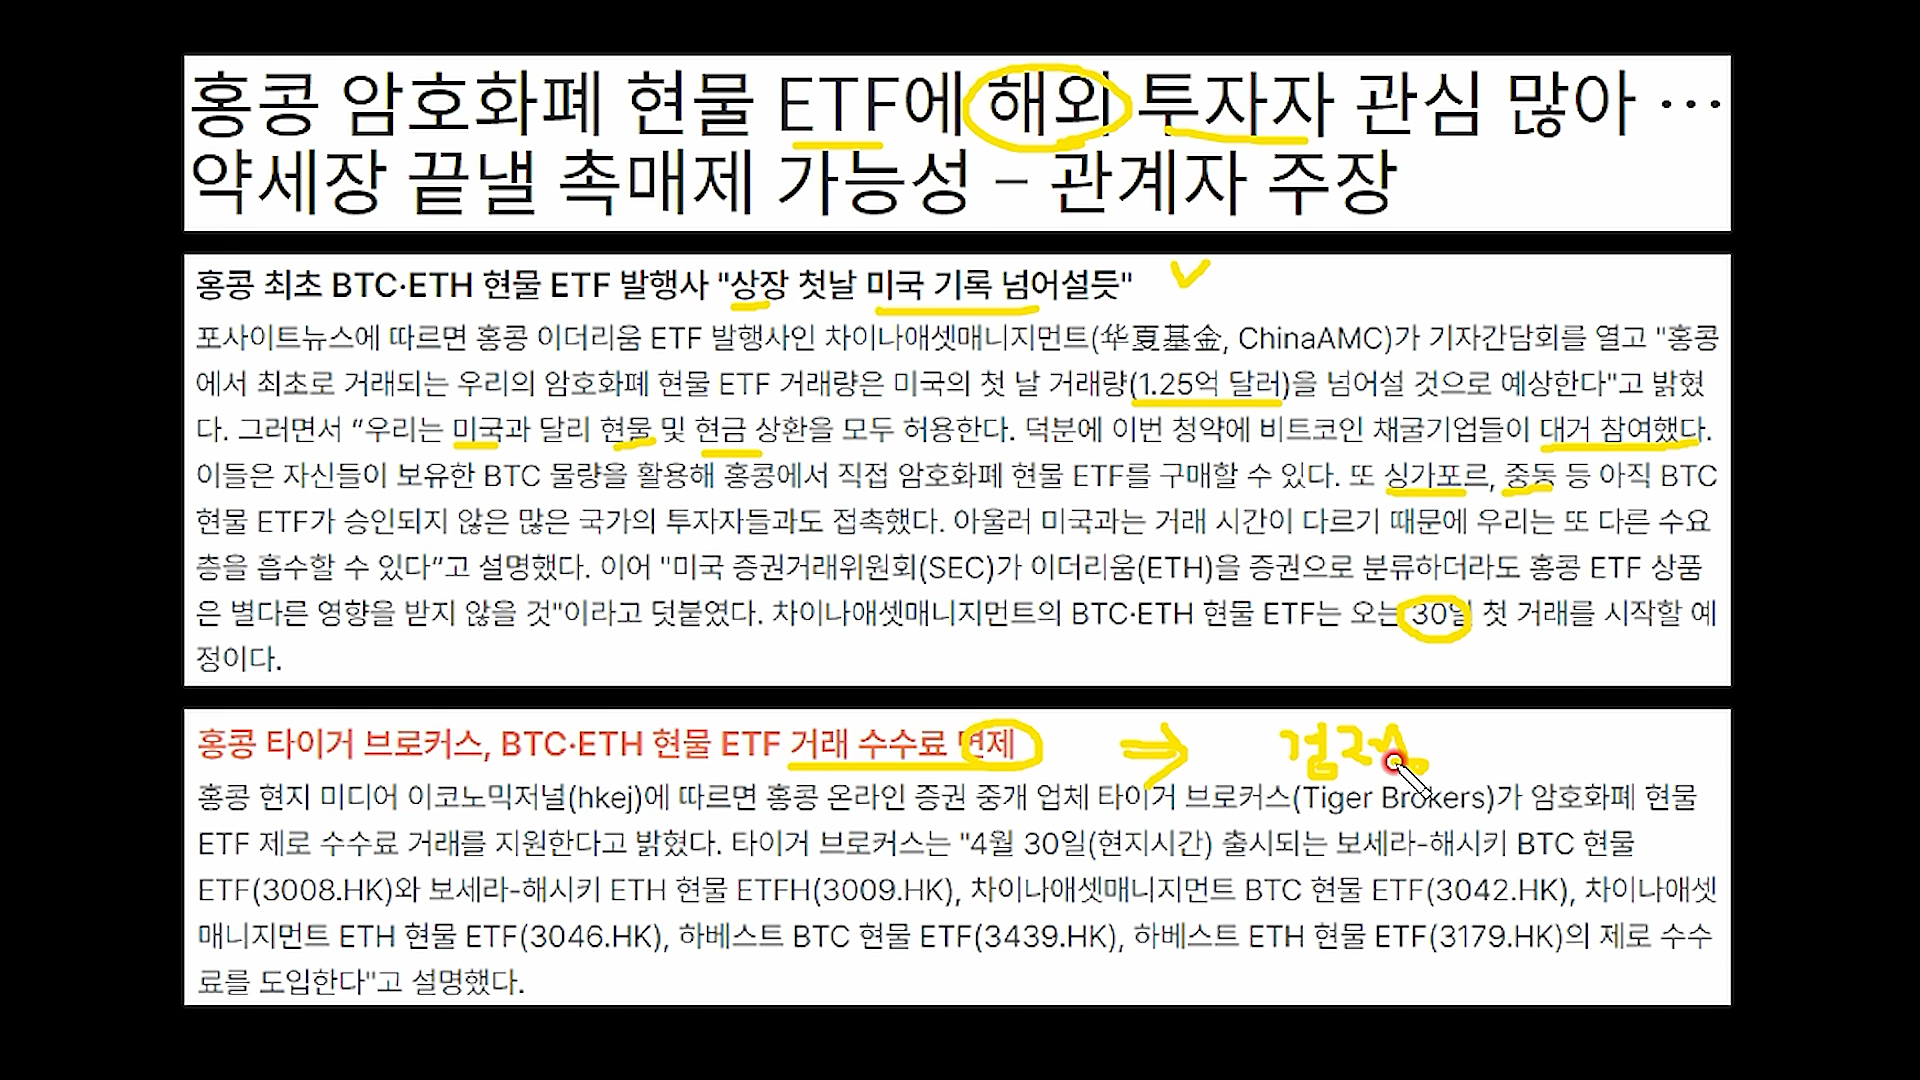 홍콩 암호화폐 현물 ETF에 해외 투자자 관심 많아 …
약세장 끝낼 촉매제 가능성 – 관계자 주장
홍콩 최초 BTC·ETH 현물 ETF 발행사 "상장 첫날 미국 기록 넘어설듯"
포사이트뉴스에 따르면 홍콩 이더리움 ETF 발행사인 차이나애셋매니지먼트(华夏基金, ChinaAMC)가 기자간담회를 열고 "홍콩
에서 최초로 거래되는 우리의 암호화폐 현물 ETF 거래량은 미국의 첫 날 거래량(1.25억 달러)을 넘어설 것으로 예상한다"고 밝혔
다. 그러면서 “우리는 미국과 달리 현물 및 현금 상환을 모두 허용한다. 덕분에 이번 청약에 비트코인 채굴기업들이 대거 참여했다.
이들은 자신들이 보유한 BTC 물량을 활용해 홍콩에서 직접 암호화폐 현물 ETF를 구매할 수 있다. 또 싱가포르, 중동 등 아직 BTC
현물 ETF가 승인되지 않은 많은 국가의 투자자들과도 접촉했다. 아울러 미국과는 거래 시간이 다르기 때문에 우리는 또 다른 수요
층을 흡수할 수 있다”고 설명했다. 이어 "미국 증권거래위원회(SEC)가 이더리움(ETH)을 증권으로 분류하더라도 홍콩 ETF 상품
은 별다른 영향을 받지 않을 것"이라고 덧붙였다. 차이나애셋매니지먼트의 BTC·ETH 현물 ETF는 오는 30일 첫 거래를 시작할 예
정이다.
홍콩 타이거 브로커스, BTC·ETH 현물 ETF 거래 수수료 면제
홍콩 현지 미디어 이코노믹저널(hkej)에 따르면 홍콩 온라인 증권 중개 업체 타이거 브로커스(Tiger Brokers)가 암호화폐 현물
ETF 제로 수수료 거래를 지원한다고 밝혔다. 타이거 브로커스는 "4월 30일(현지시간) 출시되는 보세라-해시키 BTC 현물
ETF(3008.HK)와 보세라-해시키 ETH 현물 ETFH(3009.HK), 차이나애셋매니지먼트 BTC 현물 ETF(3042.HK), 차이나애셋
매니지먼트 ETH 현물 ETF(3046.HK), 하베스트 BTC 현물 ETF(3439.HK), 하베스트 ETH 현물 ETF(3179.HK)의 제로 수수
료를 도입한다"고 설명했다.